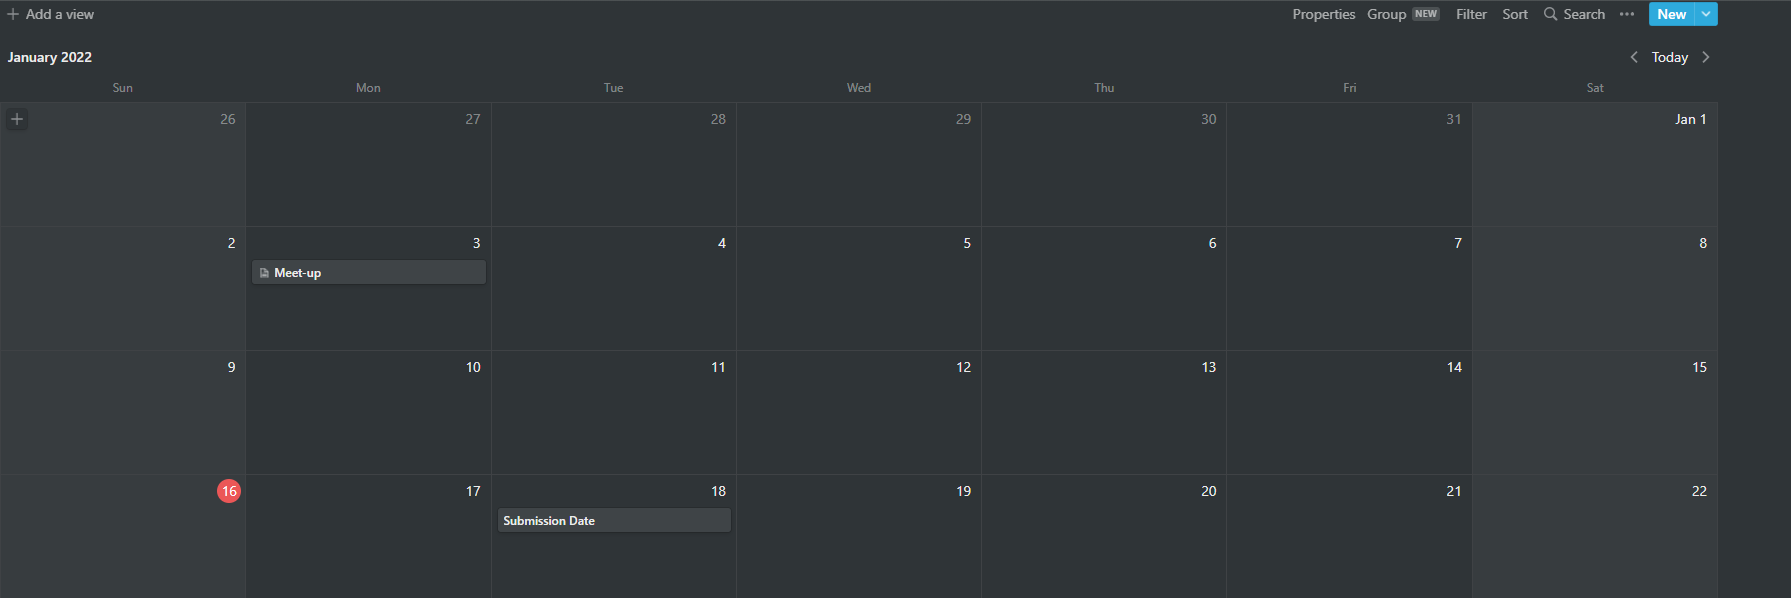 Add a view Properties Group NEW Filter Sort Search New
January 2022 Today
Sun Mon Tue Wed Thu Fri Sat
26 27 28 29 30 31 Jan 1
2 3 4 5 6 7 8
Meet-up
9 10 11 12 13 14 15
16 17 18 19 20 21 22
Submission Date